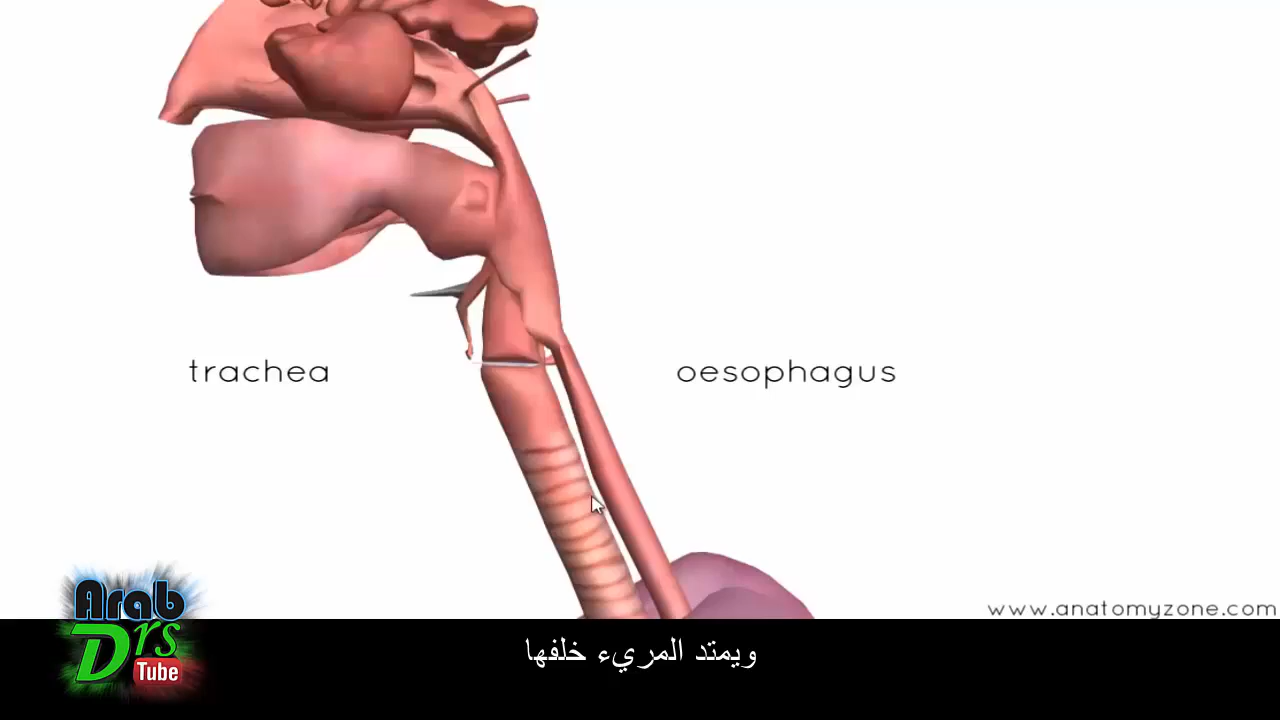 trachea
oesophagus
www.anatomyzone.com
Arab
Drs
Tube
ويمتد المريء خلفها